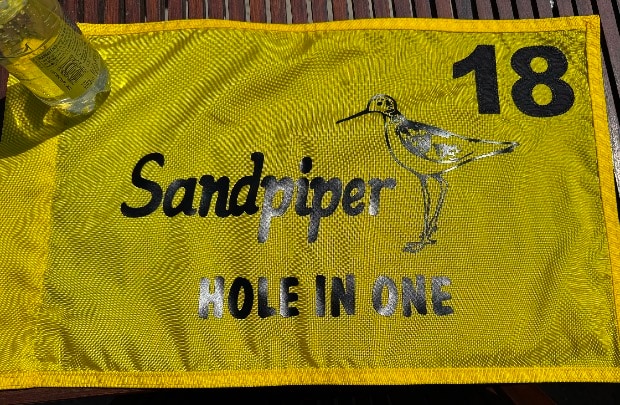 18
Sandpiper
HOLE IN ONE